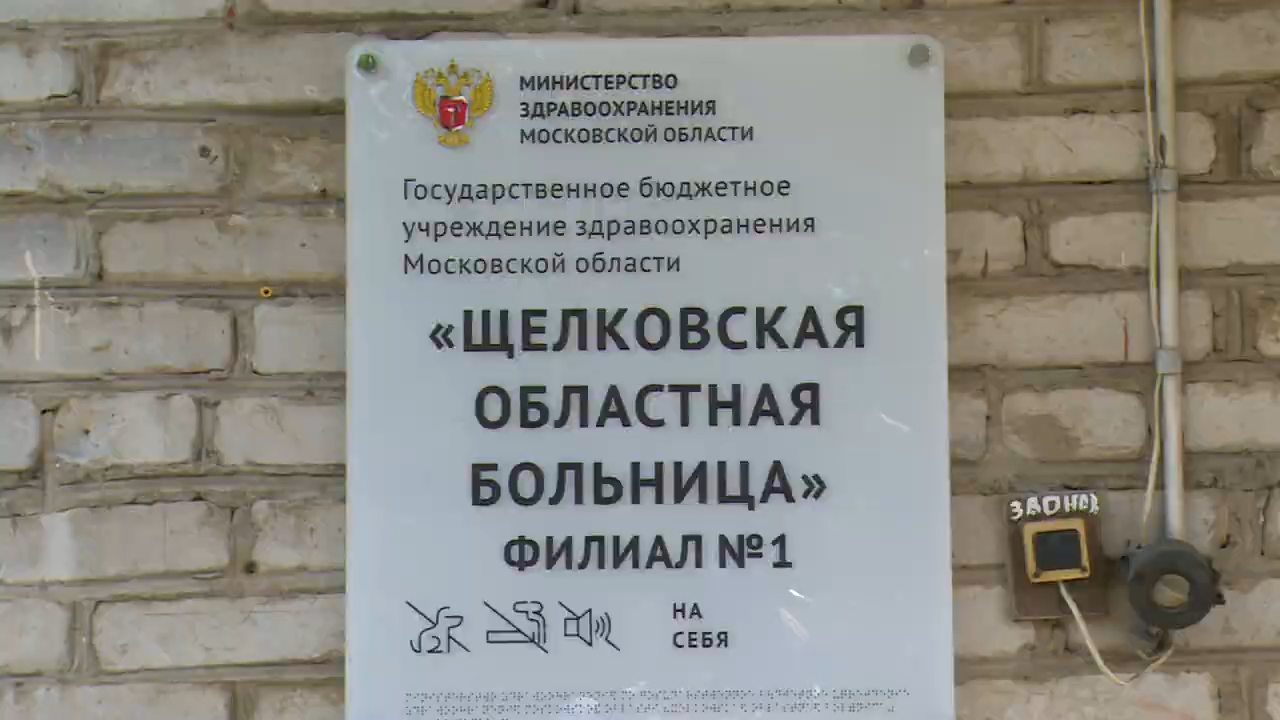 МИНИСТЕРСТВО
ЗДРАВООХРАНЕНИЯ
МОСКОВСКОЙ ОБЛАСТИ
Государственное бюджетное
учреждение здравоохранения
Московской области
«ЩЕЛКОВСКАЯ
ОБЛАСТНАЯ
БОЛЬНИЦА»
ФИЛИАЛ №1
НА
СЕБЯ
ЗВОНОК